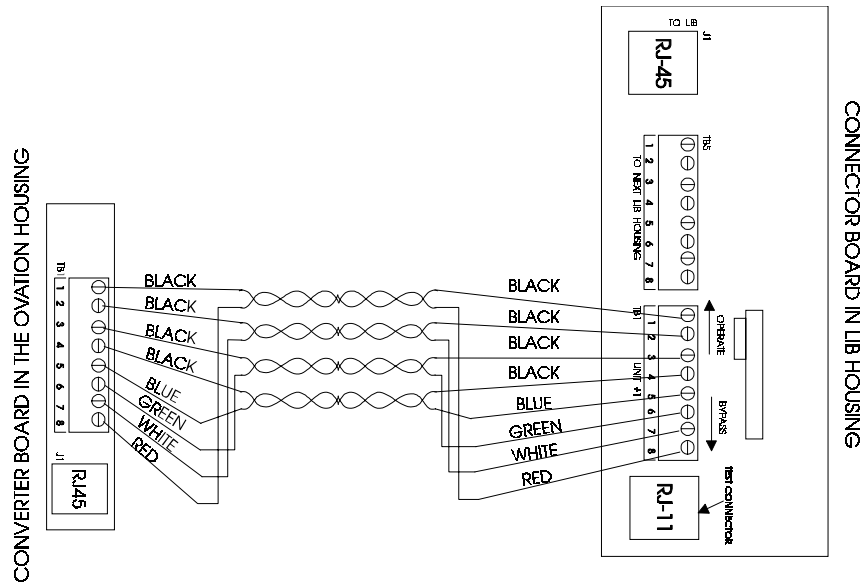 CONVERTER BOARD IN THE OVATION HOUSING
TB1
1
2
3
4
5
6
7
8
J1
RJ45
BLACK
BLACK
BLACK
BLACK
BLUE
GREEN
WHITE
RED
BLACK
BLACK
BLACK
BLACK
BLUE
GREEN
WHITE
RED
TO LIB
J1
RJ-45
TB5
1
2
3
4
5
6
7
8
TO NEXT LIB HOUSING
TB1
1
2
3
4
5
6
7
8
UNIT #1
OPERATE
BYPASS
RJ-11
TEST CONNECTOR
CONNECTOR BOARD IN LIB HOUSING